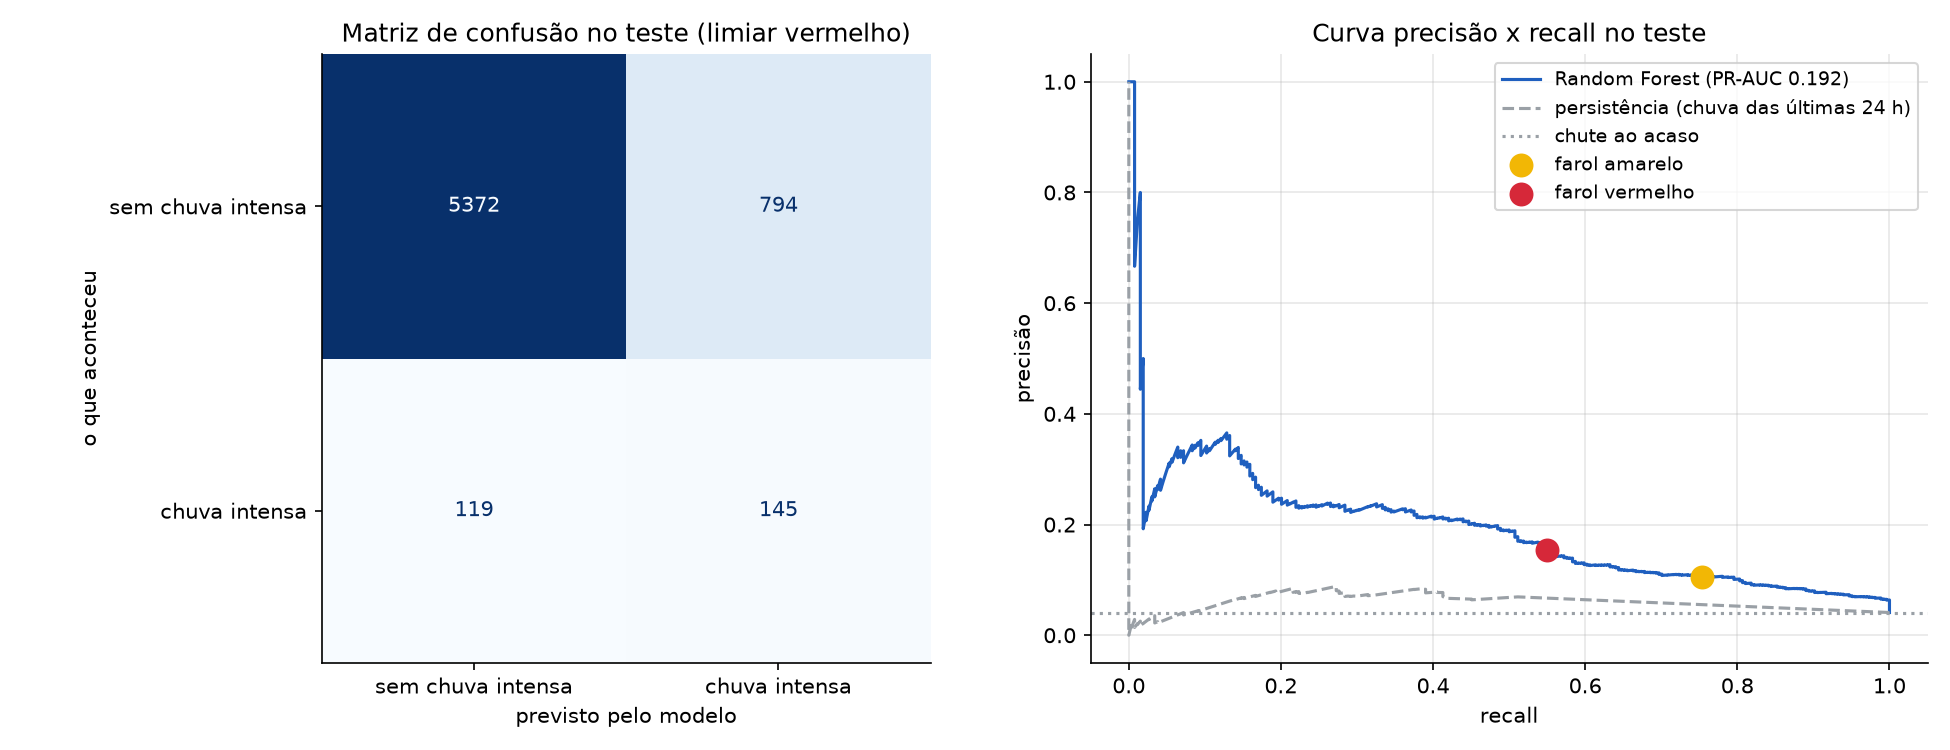 Matriz de confusão no teste (limiar vermelho)
o que aconteceu
sem chuva intensa
5372
794
chuva intensa
119
145
sem chuva intensa
chuva intensa
previsto pelo modelo
Curva precisão x recall no teste
Random Forest (PR-AUC 0.192)
persistência (chuva das últimas 24 h)
chute ao acaso
farol amarelo
farol vermelho
precisão
1.0
0.8
0.6
0.4
0.2
0.0
0.0
0.2
0.4
0.6
0.8
1.0
recall